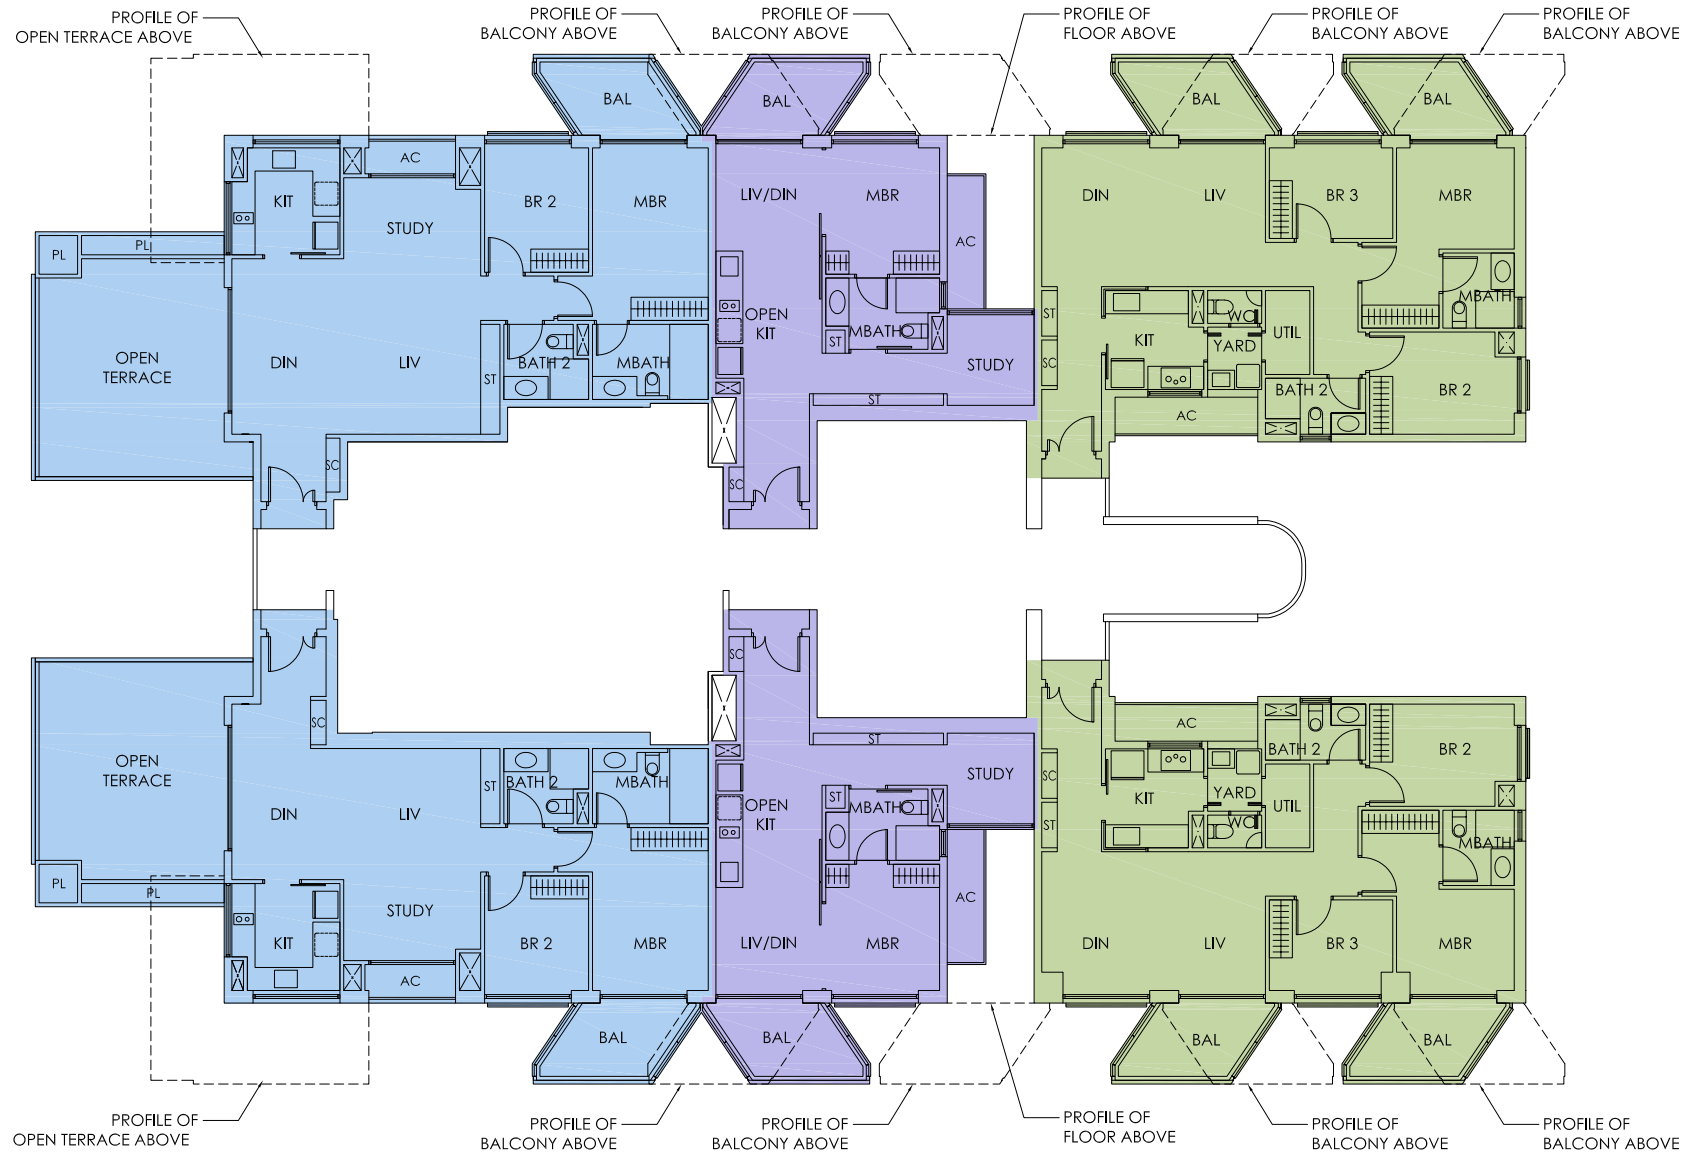 PROFILE OF
OPEN TERRACE ABOVE
PROFILE OF
BALCONY ABOVE
PROFILE OF
BALCONY ABOVE
PROFILE OF
FLOOR ABOVE
PROFILE OF
BALCONY ABOVE
PROFILE OF
BALCONY ABOVE
BAL
BAL
BAL
BAL
AC
KIT
STUDY
BR 2
MBR
LIV/DIN
MBR
AC
DIN
LIV
BR 3
MBR
PL
PL
OPEN
TERRACE
DIN
LIV
ST
BATH 2
MBATH
SC
OPEN
KIT
MBATH
ST
STUDY
ST
SC
ST
SC
KIT
WC
YARD
UTIL
MBATH
BATH 2
BR 2
AC
OPEN
TERRACE
SC
DIN
LIV
ST
BATH 2
MBATH
PL
PL
KIT
STUDY
AC
BR 2
MBR
SC
ST
OPEN
KIT
ST
MBATH
STUDY
AC
LIV/DIN
MBR
AC
SC
ST
KIT
YARD
WC
UTIL
BATH 2
BR 2
MBATH
DIN
LIV
BR 3
MBR
BAL
BAL
BAL
BAL
PROFILE OF
OPEN TERRACE ABOVE
PROFILE OF
BALCONY ABOVE
PROFILE OF
BALCONY ABOVE
PROFILE OF
FLOOR ABOVE
PROFILE OF
BALCONY ABOVE
PROFILE OF
BALCONY ABOVE